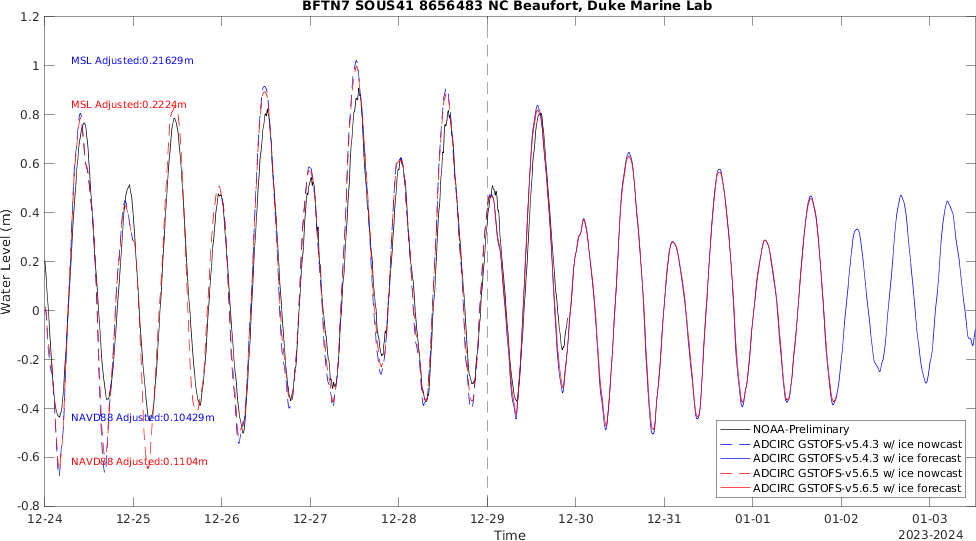 BFTN7 SOUS41 8656483 NC Beaufort, Duke Marine Lab
1.2
1
0.8
0.6
0.4
0.2
0
-0.2
-0.4
-0.6
-0.8
Water Level (m)
MSL Adjusted:0.21629m
MSL Adjusted:0.2224m
NAVD88 Adjusted:0.10429m
NAVD88 Adjusted:0.1104m
NOAA-Preliminary
ADCIRC GSTOFS-v5.4.3 w/ ice nowcast
ADCIRC GSTOFS-v5.4.3 w/ ice forecast
ADCIRC GSTOFS-v5.6.5 w/ ice nowcast
ADCIRC GSTOFS-v5.6.5 w/ ice forecast
12-24 12-25 12-26 12-27 12-28 12-29 12-30 12-31 01-01 01-02 01-03
Time
2023-2024